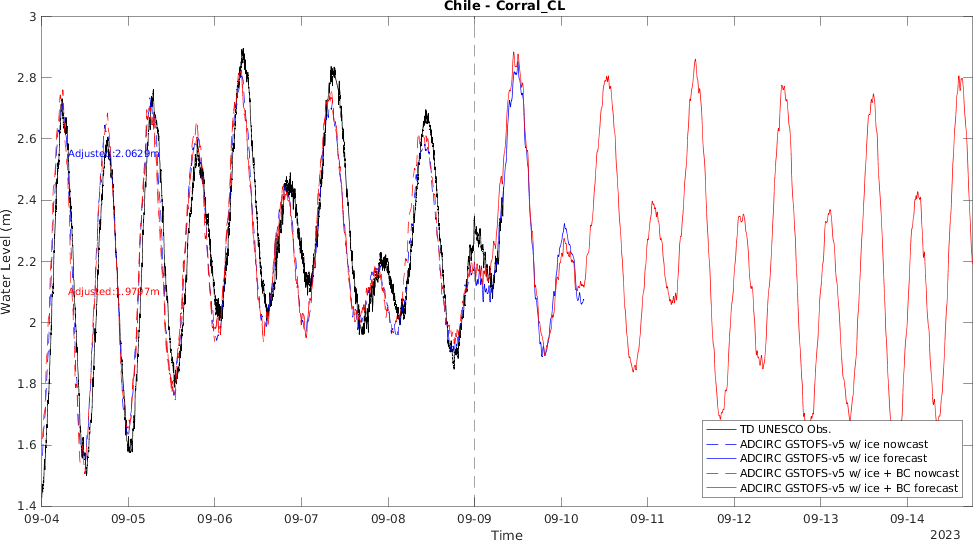 Chile - Corral_CL
3
2.8
2.6
2.4
2.2
2
1.8
1.6
1.4
Water Level (m)
Adjusted:2.0629m
Adjusted:1.9797m
TD UNESCO Obs.
ADCIRC GSTOFS-v5 w/ ice nowcast
ADCIRC GSTOFS-v5 w/ ice forecast
ADCIRC GSTOFS-v5 w/ ice + BC nowcast
ADCIRC GSTOFS-v5 w/ ice + BC forecast
09-04 09-05 09-06 09-07 09-08 09-09 09-10 09-11 09-12 09-13 09-14
Time
2023